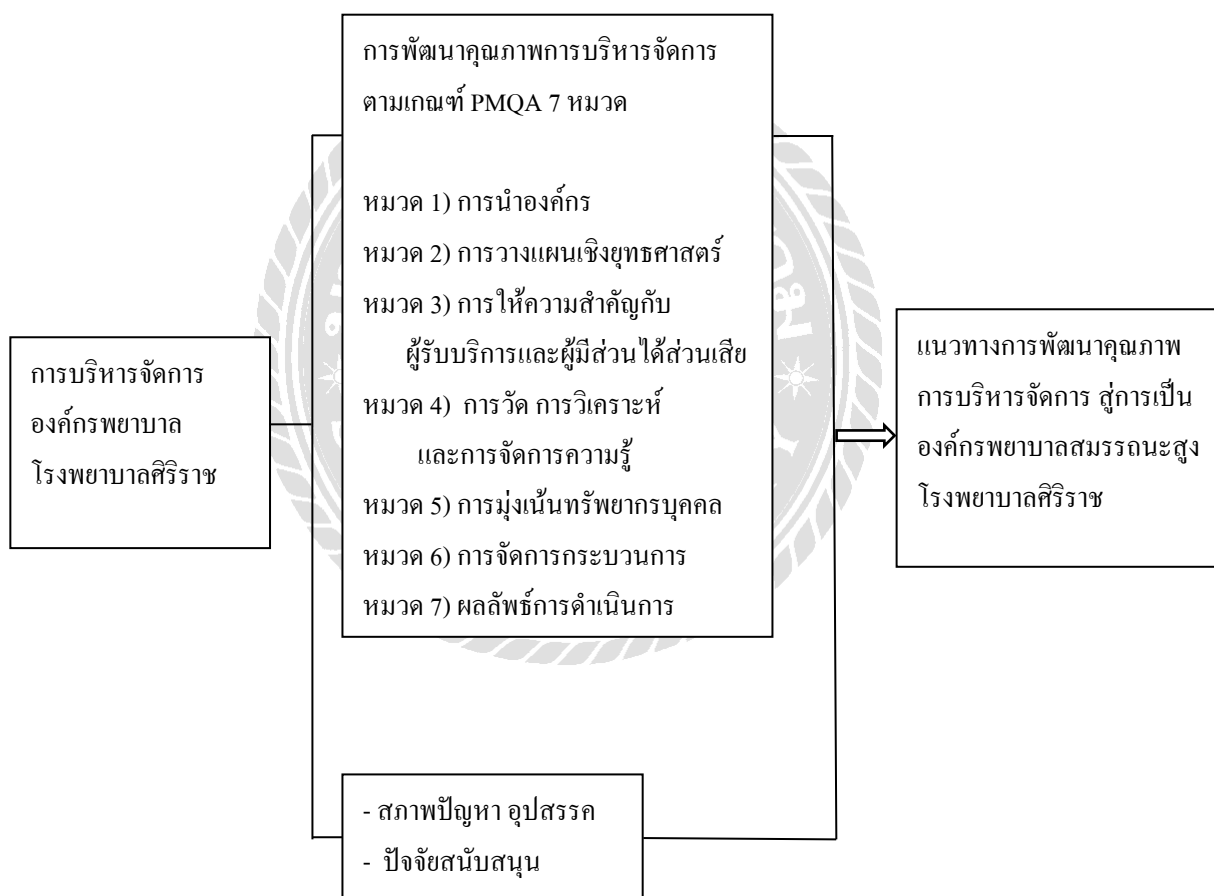 การพัฒนาคุณภาพการบริหารจัดการ
ตามเกณฑ์ PMQA 7 หมวด
หมวด 1) การนำองค์กร
หมวด 2) การวางแผนเชิงยุทธศาสตร์
หมวด 3) การให้ความสำคัญกับ
ผู้รับบริการและผู้มีส่วนได้ส่วนเสีย
หมวด 4) การวัด การวิเคราะห์
และการจัดการความรู้
หมวด 5) การมุ่งเน้นทรัพยากรบุคคล
หมวด 6) การจัดการกระบวนการ
หมวด 7) ผลลัพธ์การดำเนินการ
การบริหารจัดการ
องค์กรพยาบาล
โรงพยาบาลศิริราช
แนวทางการพัฒนาคุณภาพ
การบริหารจัดการ สู่การเป็น
องค์กรพยาบาลสมรรถนะสูง
โรงพยาบาลศิริราช
- สภาพปัญหา อุปสรรค
- ปัจจัยสนับสนุน